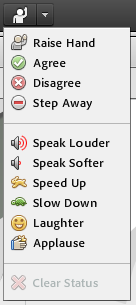 Raise Hand
Agree
Disagree
Step Away
Speak Louder
Speak Softer
Speed Up
Slow Down
Laughter
Applause
Clear Status